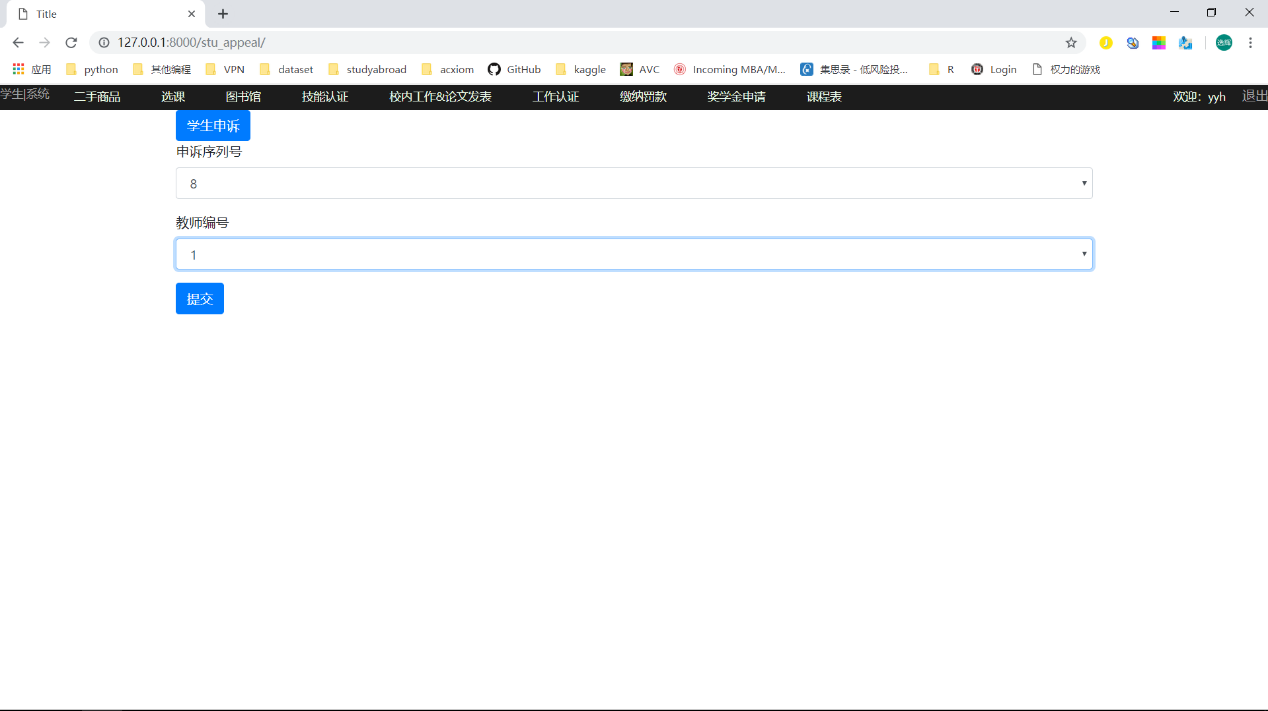 Title
127.0.0.1:8000/stu_appeal/
应用 python 其他编程 VPN dataset studyabroad acxiom GitHub kaggle AVC Incoming MBA/M... 集思录 - 低风险投... R Login 权力的游戏
学生|系统 二手商品 选课 图书馆 技能认证 校内工作&论文发表 工作认证 缴纳罚款 奖学金申请 课程表 欢迎：yyh 退出
学生申诉
申诉序列号
8
教师编号
1
提交